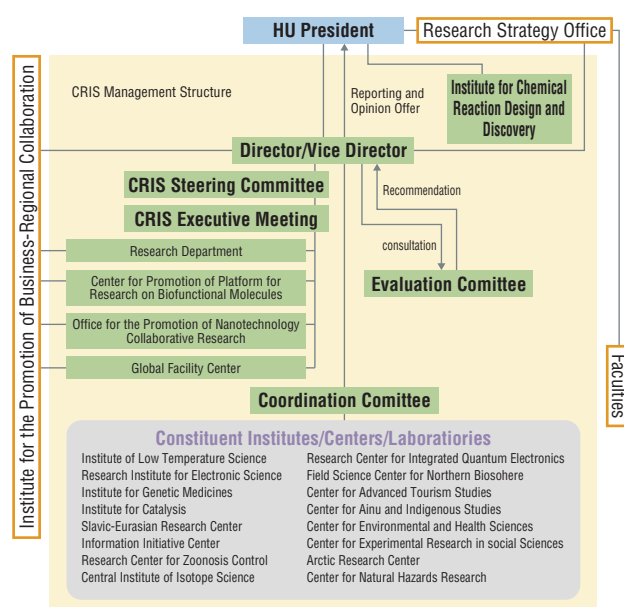 HU President
Research Strategy Office
Institute for the Promotion of Business-Regional Collaboration
CRIS Management Structure
Reporting and
Opinion Offer
Institute for Chemical
Reaction Design and
Discovery
Director/Vice Director
CRIS Steering Committee
Recommendation
CRIS Executive Meeting
consultation
Research Department
Center for Promotion of Platform for
Research on Biofunctional Molecules
Evaluation Comittee
Office for the Promotion of Nanotechnology
Collaborative Research
Global Facility Center
Faculties
Coordination Comittee
Constituent Institutes/Centers/Laboratiories
Institute of Low Temperature Science
Research Institute for Electronic Science
Institute for Genetic Medicines
Institute for Catalysis
Slavic-Eurasian Research Center
Information Initiative Center
Research Center for Zoonosis Control
Central Institute of Isotope Science
Research Center for Integrated Quantum Electronics
Field Science Center for Northern Biosohere
Center for Advanced Tourism Studies
Center for Ainu and Indigenous Studies
Center for Environmental and Health Sciences
Center for Experimental Research in social Sciences
Arctic Research Center
Center for Natural Hazards Research